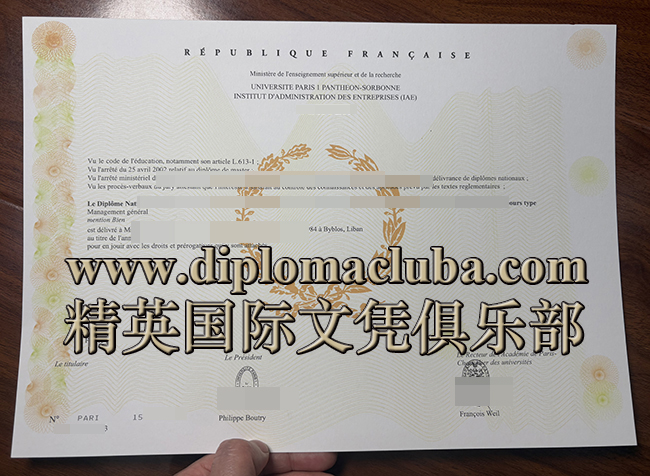 RÉPUBLIQUE FRANÇAISE
Ministère de l'enseignement supérieur et de la recherche
UNIVERSITE PARIS 1 PANTHEON-SORBONNE
INSTITUT D'ADMINISTRATION DES ENTREPRISES (IAE)
Vu le code de l'éducation, notamment son article L.613-1
Vu l'arrêté du 25 avril 2002 relatif au diplôme de master
Vu l'arrêté ministériel d délivrance de diplômes nationaux ;
Vu les procès-verbaux du jury par les textes réglementaires ;
Le Diplôme Nat ours type
Management général
mention Bien
est délivré à M 84 à Byblos, Liban
au titre de l'ann
pour en jouir avec les droits et prérogatives qui
www.diplomacluba.com
精英国际文凭俱乐部
Le titulaire
Le Président
Le Recteur de l'Académie de Paris-
Chancelier des universités
N° PARI 15
3
Philippe Boutry
François Weil